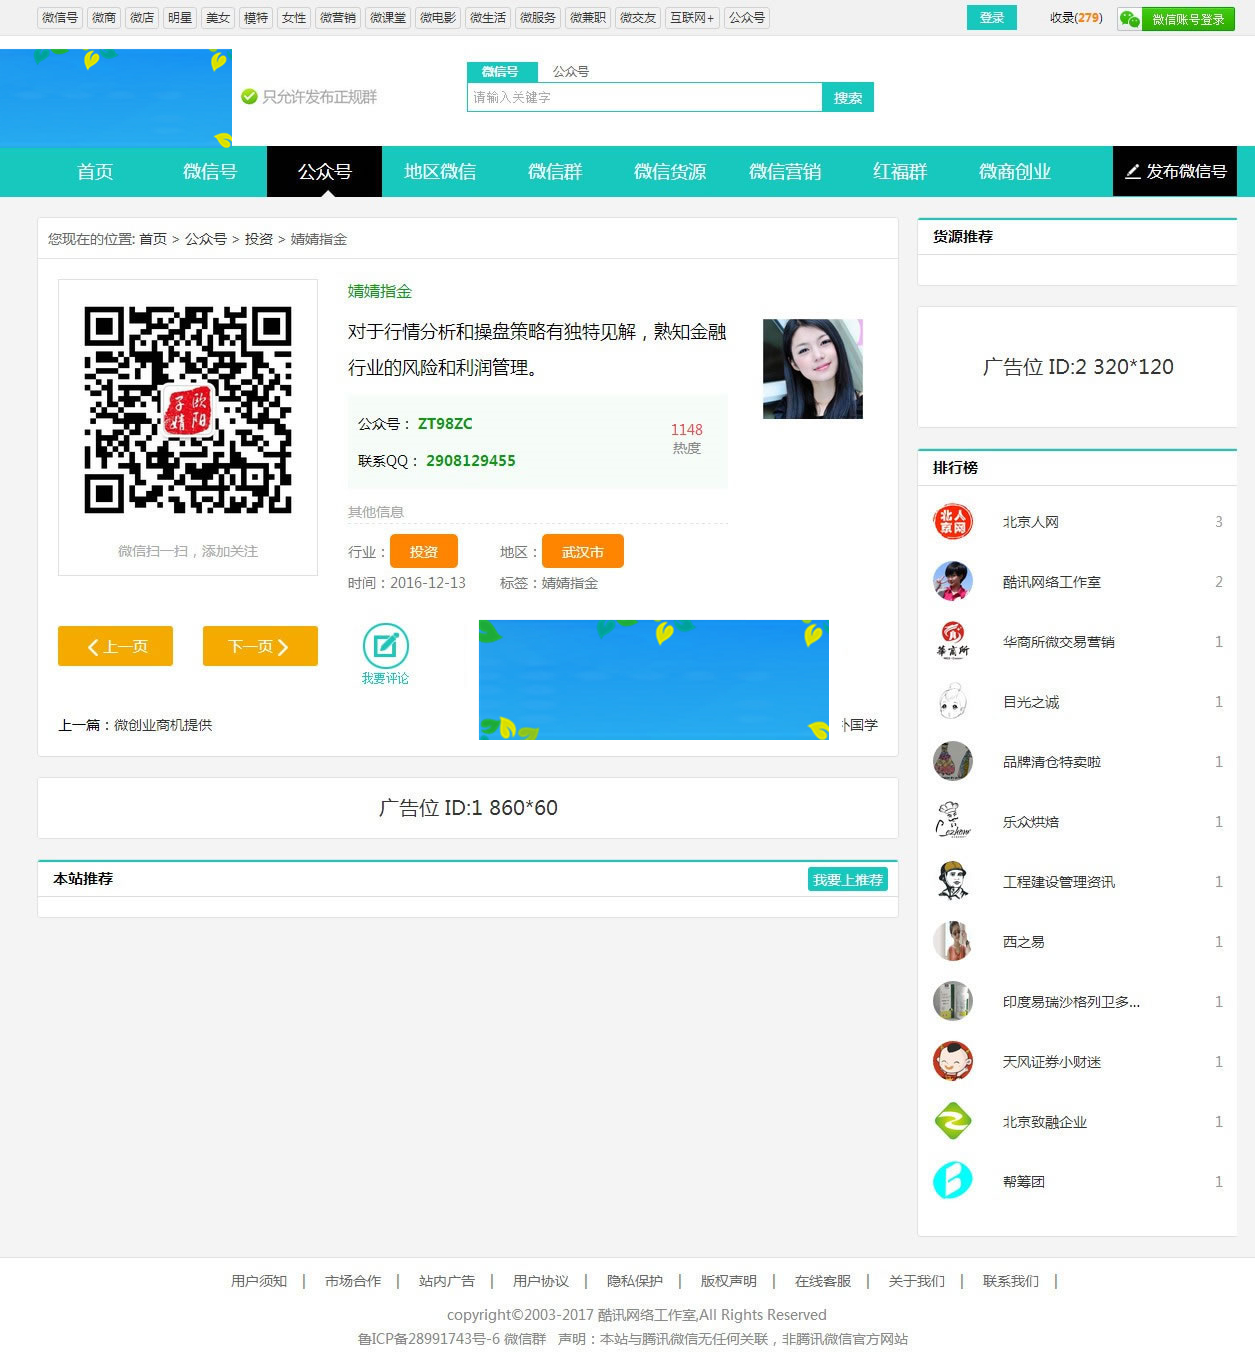 微信号 微商 微店 明星 美女 模特 女性 微营销 微课堂 微电影 微生活 微服务 微兼职 微交友 互联网+ 公众号 登录 收录(279) 微信账号登录
微信号 公众号
只允许发布正规群 请输入关键字 搜索
首页 微信号 公众号 地区微信 微信群 微信货源 微信营销 红福群 微商创业 发布微信号
您现在的位置: 首页 > 公众号 > 投资 > 婧婧指金
婧婧指金
对于行情分析和操盘策略有独特见解，熟知金融
行业的风险和利润管理。
公众号： ZT98ZC
1148
热度
联系QQ： 2908129455
欧阳
子婧
微信扫一扫，添加关注
其他信息
行业：投资 地区：武汉市
时间：2016-12-13 标签：婧婧指金
上一页 下一页
我要评论
上一篇：微创业商机提供
国学
广告位 ID:1 860*60
本站推荐 我要上推荐
货源推荐
广告位 ID:2 320*120
排行榜
北京人网 北京人网 3
酷讯网络工作室 2
華商所 华商所微交易营销 1
目光之诚 1
品牌清仓特卖啦 1
乐众烘焙 1
工程建设管理资讯 1
西之易 1
印度易瑞沙格列卫多... 1
天风证券小财迷 1
北京致融企业 1
帮筹团 1
用户须知 | 市场合作 | 站内广告 | 用户协议 | 隐私保护 | 版权声明 | 在线客服 | 关于我们 | 联系我们 |
copyright©2003-2017 酷讯网络工作室,All Rights Reserved
鲁ICP备28991743号-6 微信群 声明：本站与腾讯微信无任何关联，非腾讯微信官方网站